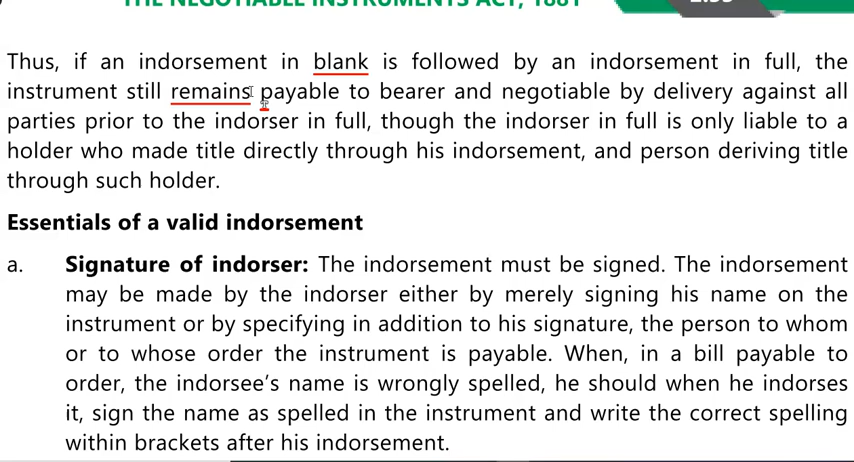 THE NEGOTIABLE INSTRUMENTS ACT, 1881
Thus, if an indorsement in blank is followed by an indorsement in full, the
instrument still remains payable to bearer and negotiable by delivery against all
parties prior to the indorser in full, though the indorser in full is only liable to a
holder who made title directly through his indorsement, and person deriving title
through such holder.
Essentials of a valid indorsement
a. Signature of indorser: The indorsement must be signed. The indorsement
may be made by the indorser either by merely signing his name on the
instrument or by specifying in addition to his signature, the person to whom
or to whose order the instrument is payable. When, in a bill payable to
order, the indorsee’s name is wrongly spelled, he should when he indorses
it, sign the name as spelled in the instrument and write the correct spelling
within brackets after his indorsement.